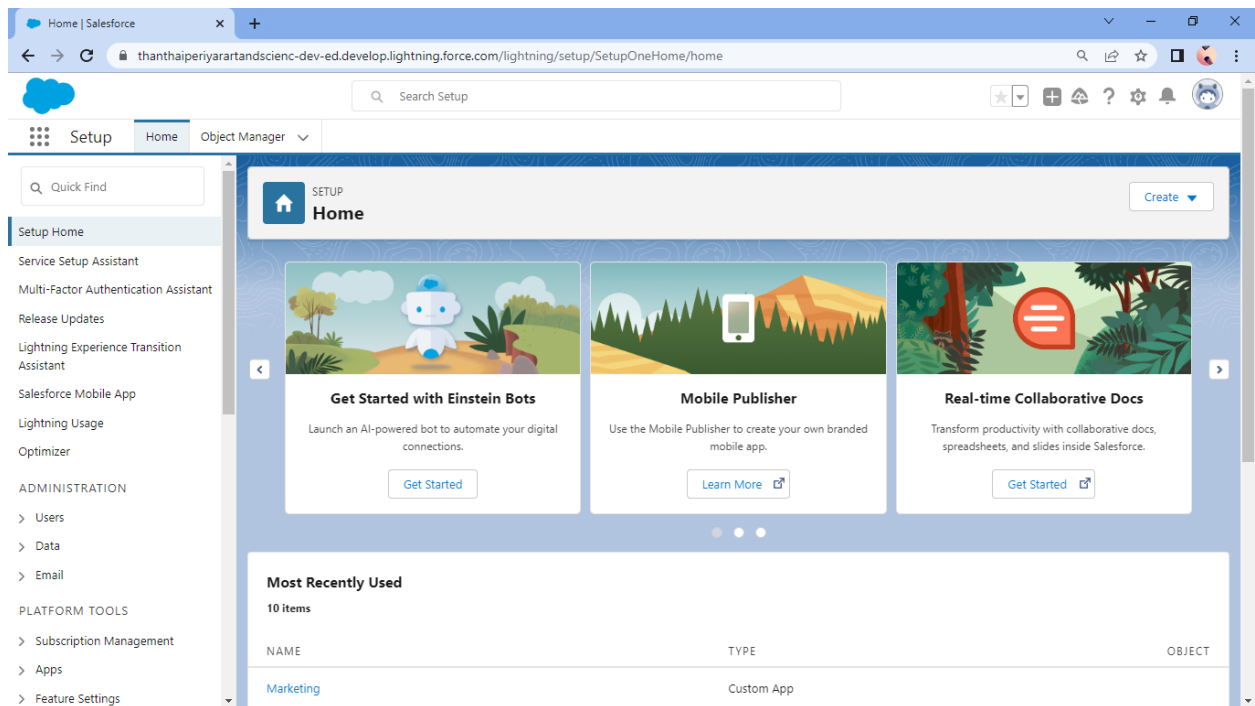 Home | Salesforce
thanthaiperiyarartandscienc-dev-ed.develop.lightning.force.com/lightning/setup/SetupOneHome/home
Search Setup
Setup Home Object Manager
Quick Find
Setup Home
Service Setup Assistant
Multi-Factor Authentication Assistant
Release Updates
Lightning Experience Transition
Assistant
Salesforce Mobile App
Lightning Usage
Optimizer
ADMINISTRATION
Users
Data
Email
PLATFORM TOOLS
Subscription Management
Apps
Feature Settings
SETUP
Home
Create
Get Started with Einstein Bots
Launch an AI-powered bot to automate your digital
connections.
Get Started
Mobile Publisher
Use the Mobile Publisher to create your own branded
mobile app.
Learn More
Real-time Collaborative Docs
Transform productivity with collaborative docs,
spreadsheets, and slides inside Salesforce.
Get Started
Most Recently Used
10 items
NAME TYPE OBJECT
Marketing Custom App